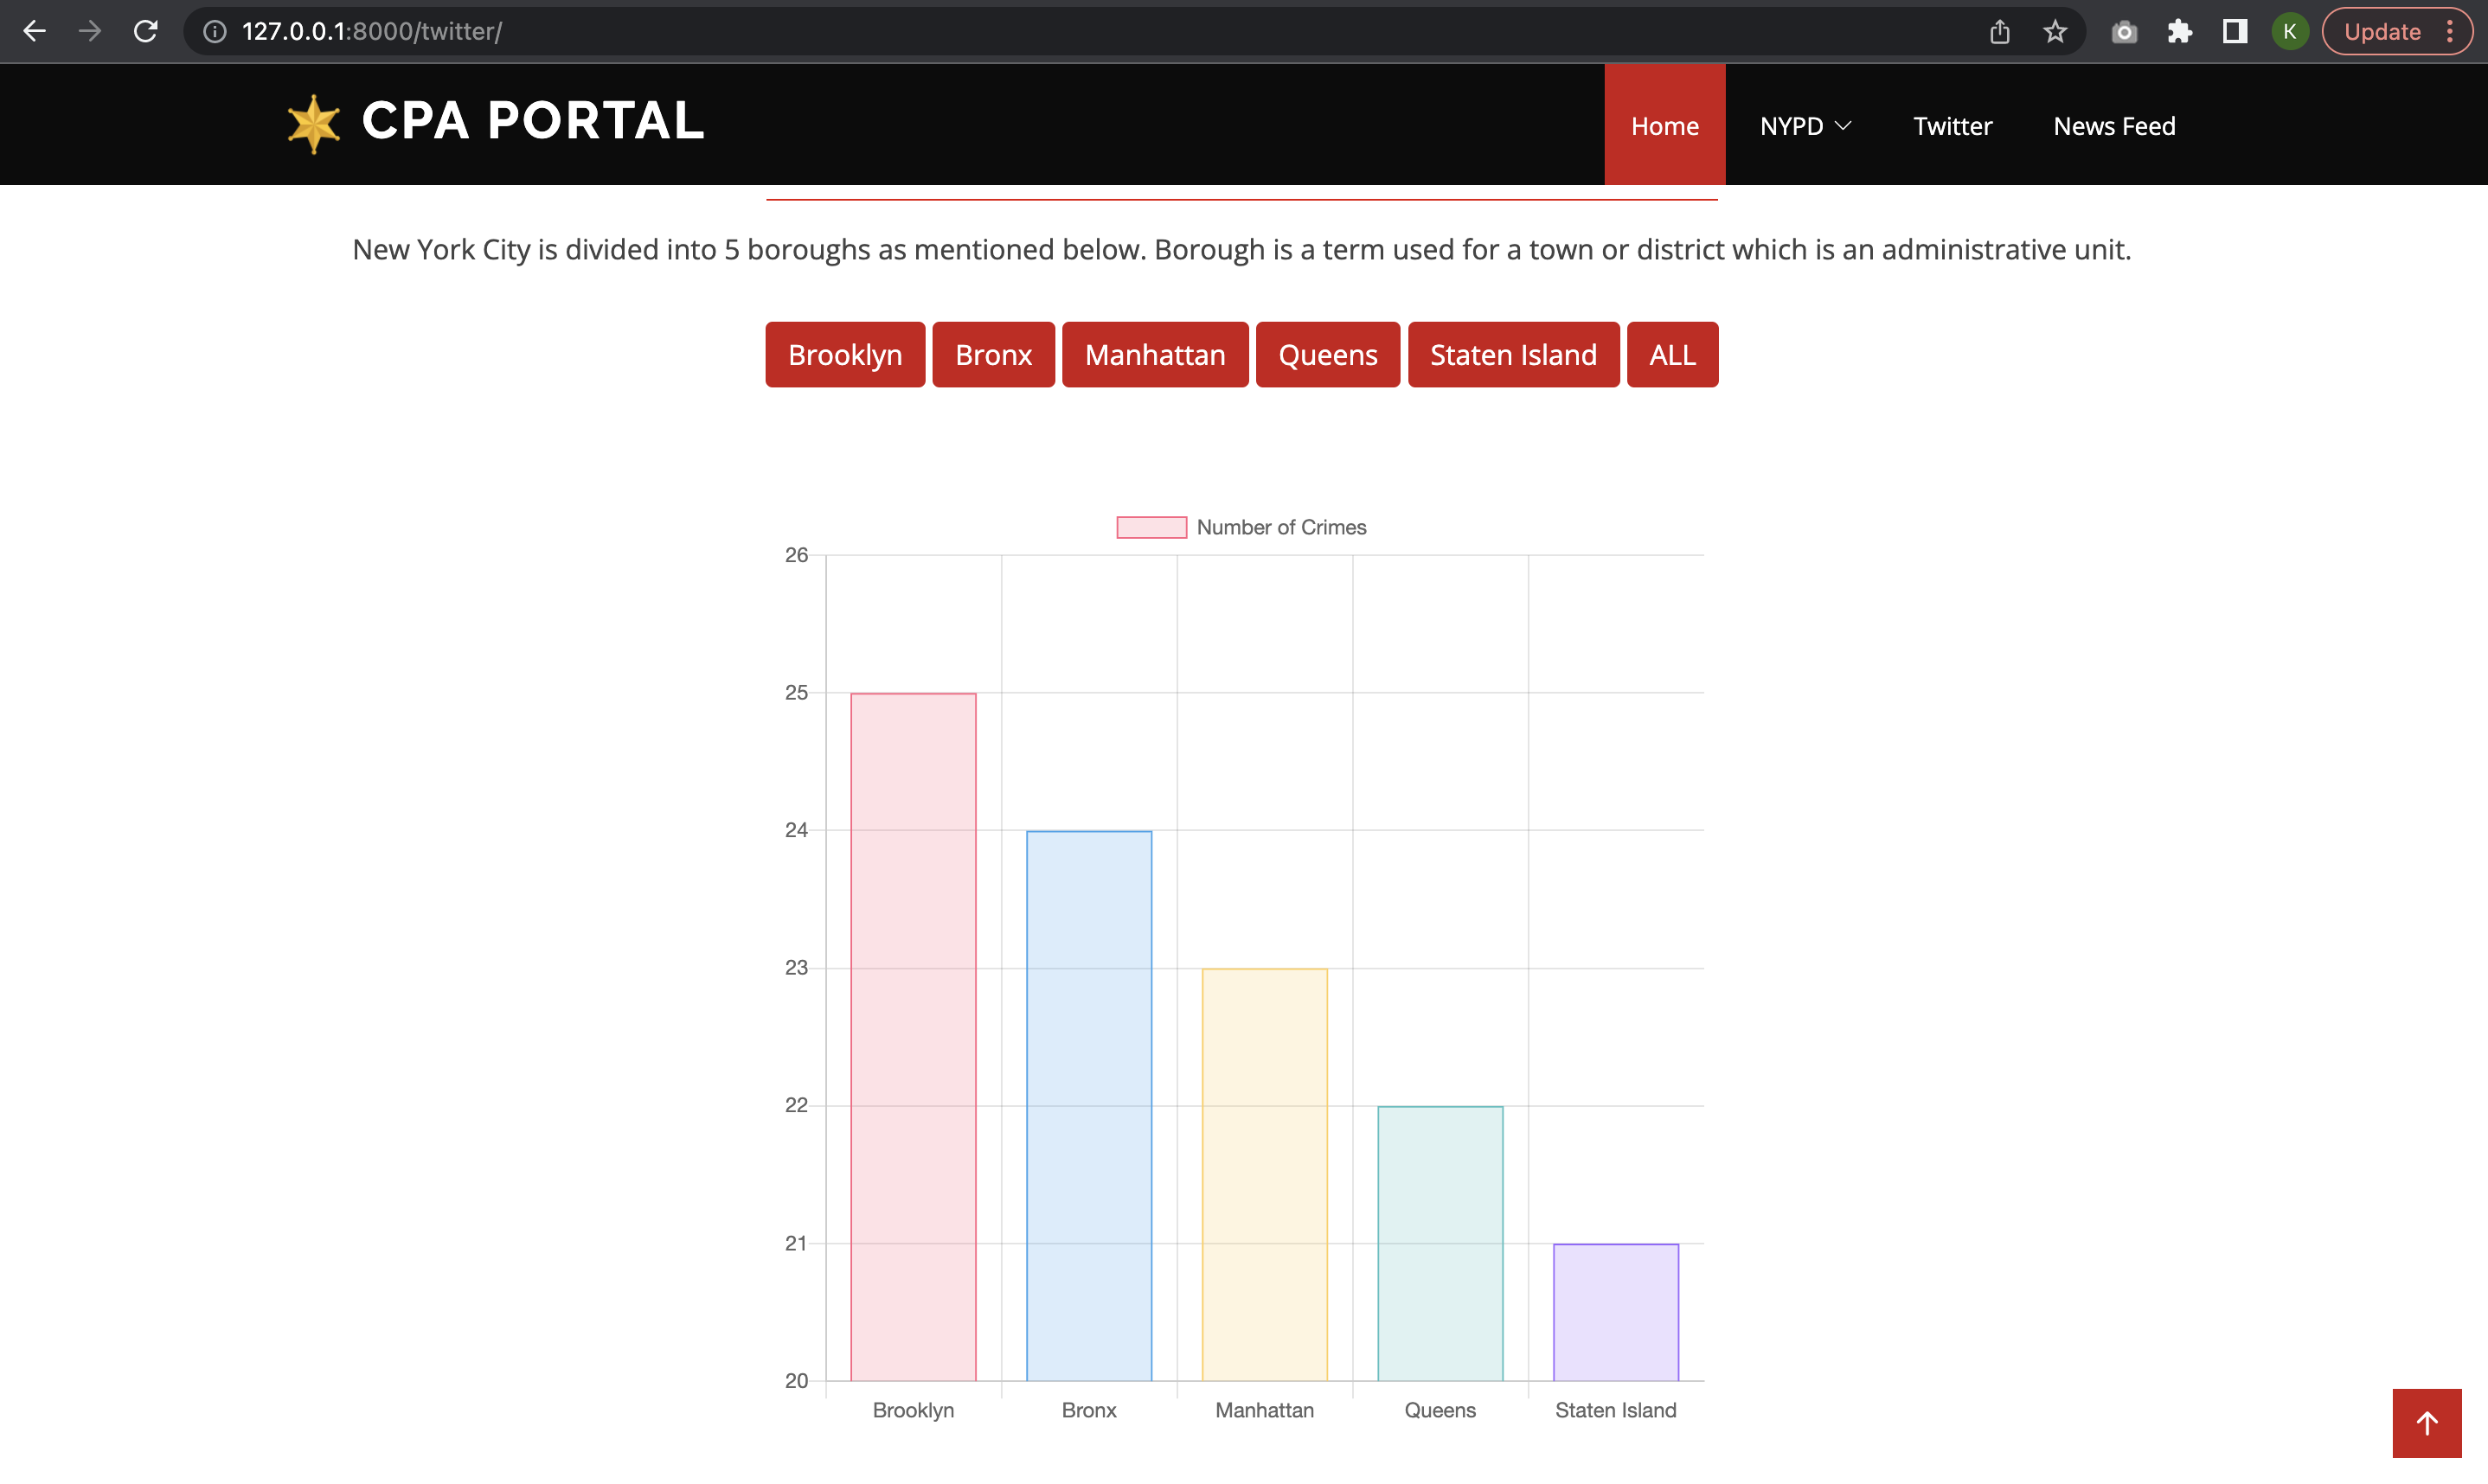 127.0.0.1:8000/twitter/
K
Update
CPA PORTAL
Home
NYPD
Twitter
News Feed
New York City is divided into 5 boroughs as mentioned below. Borough is a term used for a town or district which is an administrative unit.
Brooklyn
Bronx
Manhattan
Queens
Staten Island
ALL
Number of Crimes
26
25
24
23
22
21
20
Brooklyn
Bronx
Manhattan
Queens
Staten Island